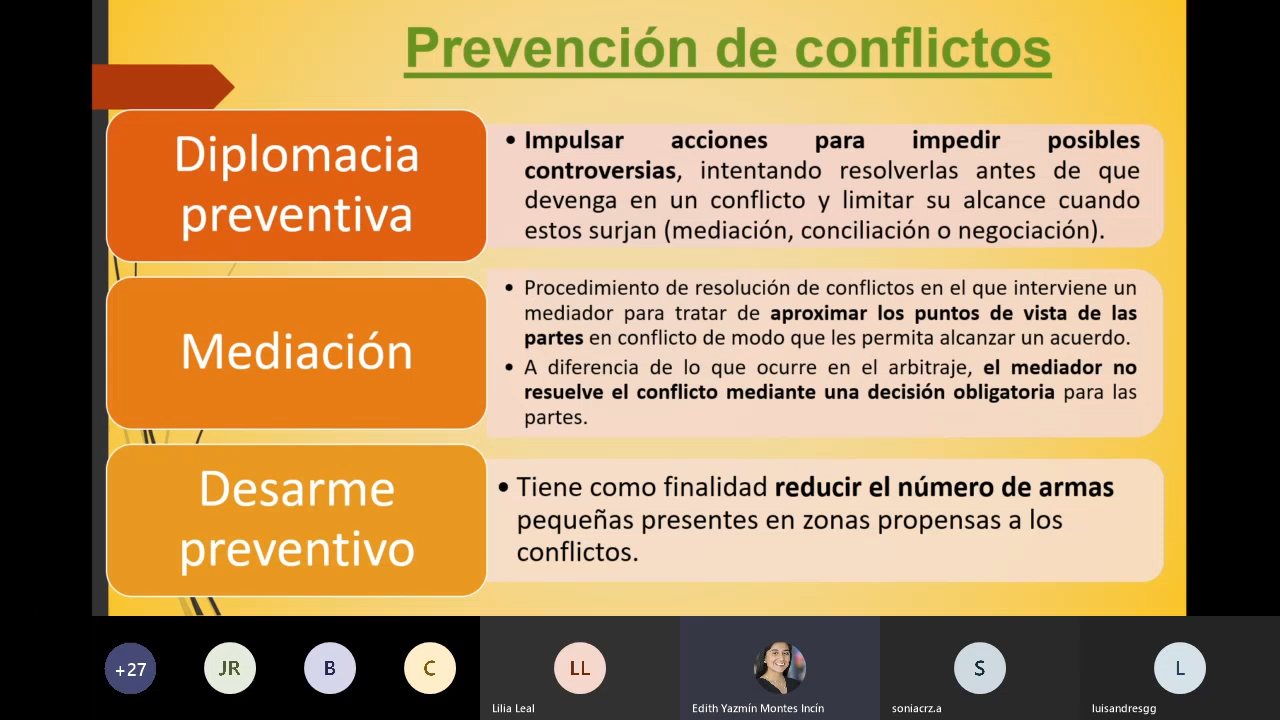 Prevención de conflictos
Diplomacia
preventiva
• Impulsar acciones para impedir posibles
controversias, intentando resolverlas antes de que
devenga en un conflicto y limitar su alcance cuando
estos surjan (mediación, conciliación o negociación).
Mediación
• Procedimiento de resolución de conflictos en el que interviene un
mediador para tratar de aproximar los puntos de vista de las
partes en conflicto de modo que les permita alcanzar un acuerdo.
• A diferencia de lo que ocurre en el arbitraje, el mediador no
resuelve el conflicto mediante una decisión obligatoria para las
partes.
Desarme
preventivo
• Tiene como finalidad reducir el número de armas
pequeñas presentes en zonas propensas a los
conflictos.
+27
JR
B
C
LL
Lilia Leal
Edith Yazmín Montes Incín
S
soniacrz.a
L
luisandresgg